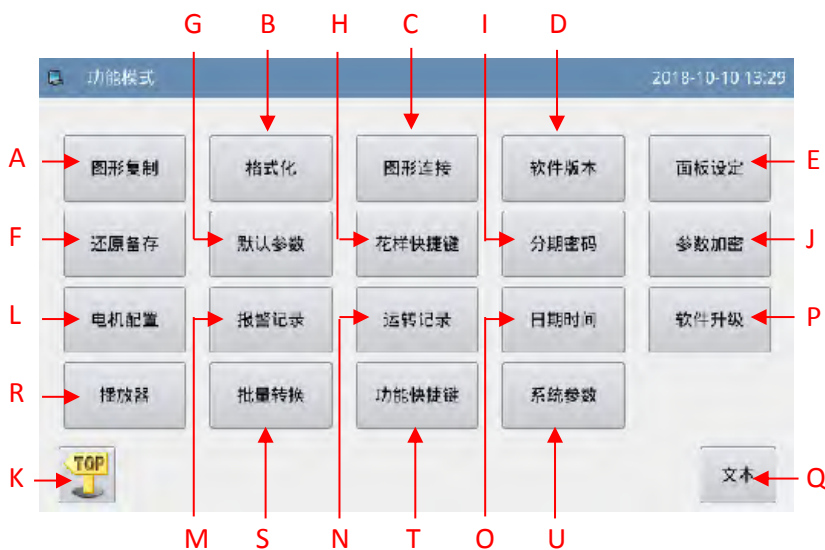 G B H C I D
功能模式 2018-10-10 13:29
A 图形复制 格式化 图形连接 软件版本 面板设定 E
F 还原备存 默认参数 花样快捷键 分期密码 参数加密 J
L 电机配置 报警记录 运转记录 日期时间 软件升级 P
R 播放器 批量转换 功能快捷键 系统参数
K TOP 文本 Q
M S N T O U